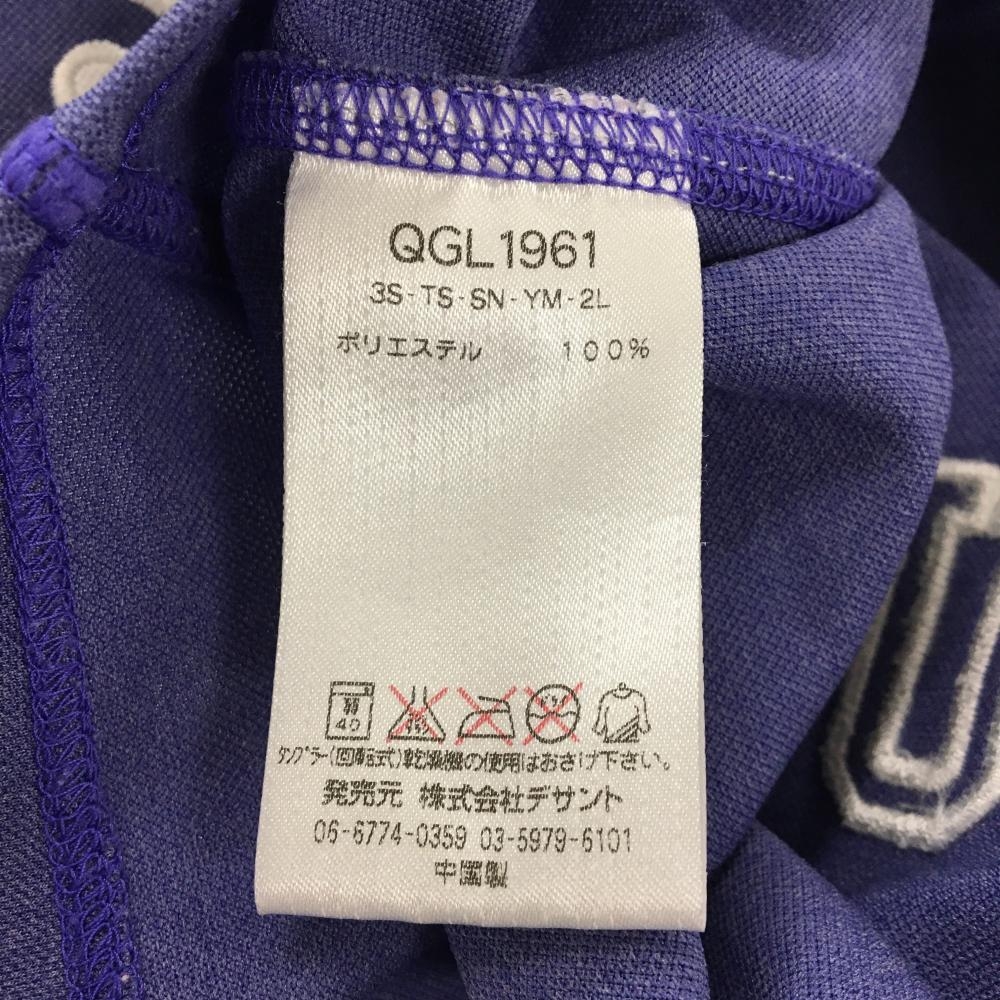 QGL1961
3S-TS-SN-YM-2L
ポリエステル 100%
40
タンブラー(回転式)乾燥機の使用はおさけ下さい。
発売元 株式会社デサント
06-6774-0359 03-5979-6101
中国製